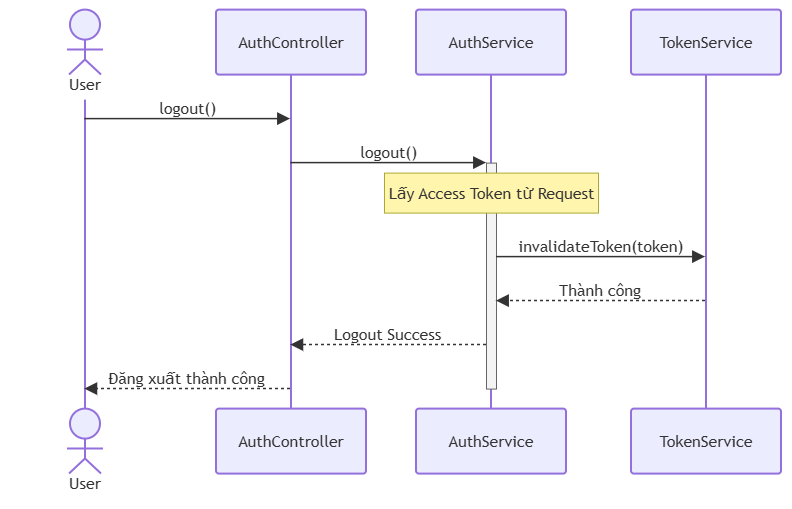 AuthController
AuthService
TokenService
User
logout()
logout()
Lấy Access Token từ Request
invalidateToken(token)
Thành công
Logout Success
Đăng xuất thành công
AuthController
AuthService
TokenService
User